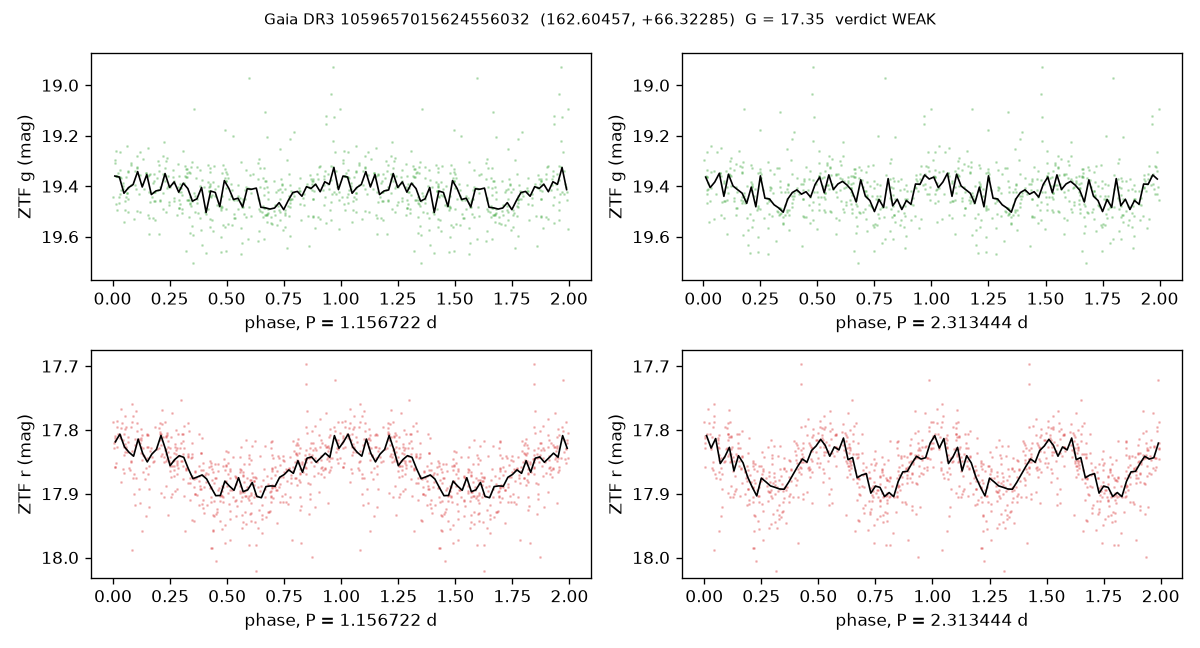 Gaia DR3 1059657015624556032 (162.60457, +66.32285) G = 17.35 verdict WEAK
ZTF g (mag)
19.0
19.2
19.4
19.6
0.00 0.25 0.50 0.75 1.00 1.25 1.50 1.75 2.00
phase, P = 1.156722 d
ZTF g (mag)
19.0
19.2
19.4
19.6
0.00 0.25 0.50 0.75 1.00 1.25 1.50 1.75 2.00
phase, P = 2.313444 d
ZTF r (mag)
17.7
17.8
17.9
18.0
0.00 0.25 0.50 0.75 1.00 1.25 1.50 1.75 2.00
phase, P = 1.156722 d
ZTF r (mag)
17.7
17.8
17.9
18.0
0.00 0.25 0.50 0.75 1.00 1.25 1.50 1.75 2.00
phase, P = 2.313444 d